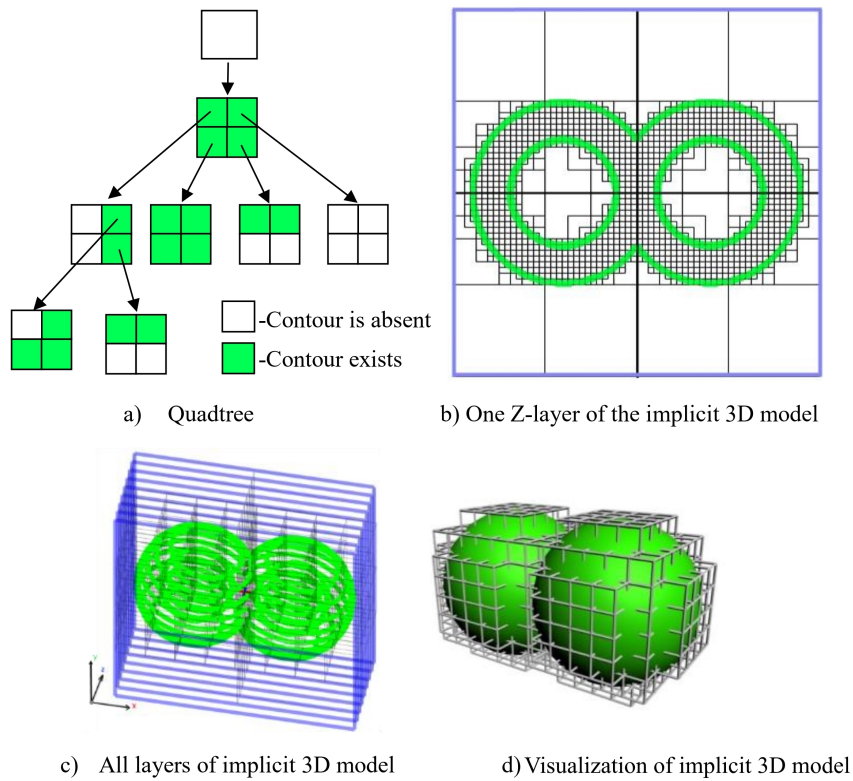 -Contour is absent
-Contour exists
a) Quadtree
b) One Z-layer of the implicit 3D model
Y
Z
X
c) All layers of implicit 3D model
d) Visualization of implicit 3D model